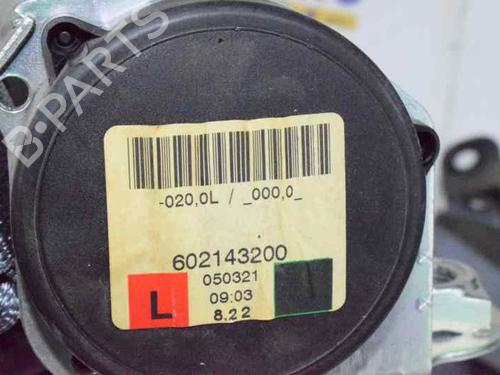 B-PARTS
-020,0L / _000,0_
602143200
050321
L
09:03
8.22